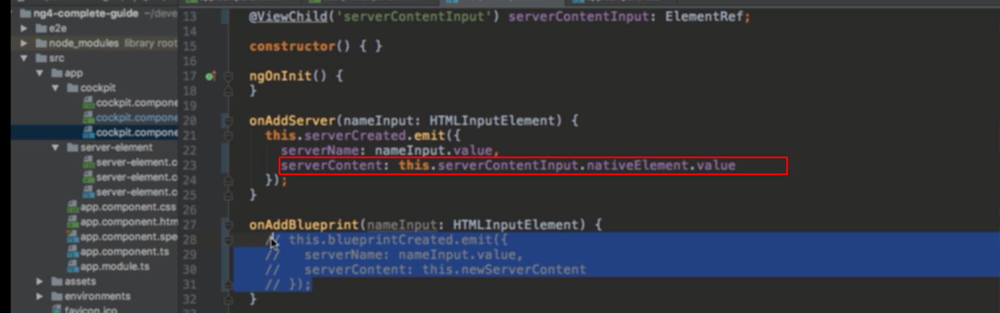 ng4-complete-guide ~/deve
e2e
node_modules library root
src
app
cockpit
cockpit.compone
cockpit.compone
cockpit.compone
server-element
server-element.c
server-element.c
server-element.c
app.component.css
app.component.htm
app.component.spe
app.component.ts
app.module.ts
assets
environments
favicon.ico
13 @ViewChild('serverContentInput') serverContentInput: ElementRef;
14
15 constructor() { }
16
17 ngOnInit() {
18 }
19
20 onAddServer(nameInput: HTMLInputElement) {
21 this.serverCreated.emit({
22 serverName: nameInput.value,
23 serverContent: this.serverContentInput.nativeElement.value
24 });
25 }
26
27 onAddBlueprint(nameInput: HTMLInputElement) {
28 // this.blueprintCreated.emit({
29 // serverName: nameInput.value,
30 // serverContent: this.newServerContent
31 // });
32 }